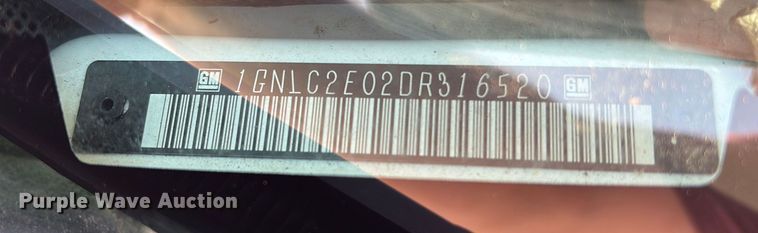 GM 1GNLC2E02DR316520 GM
Purple Wave Auction